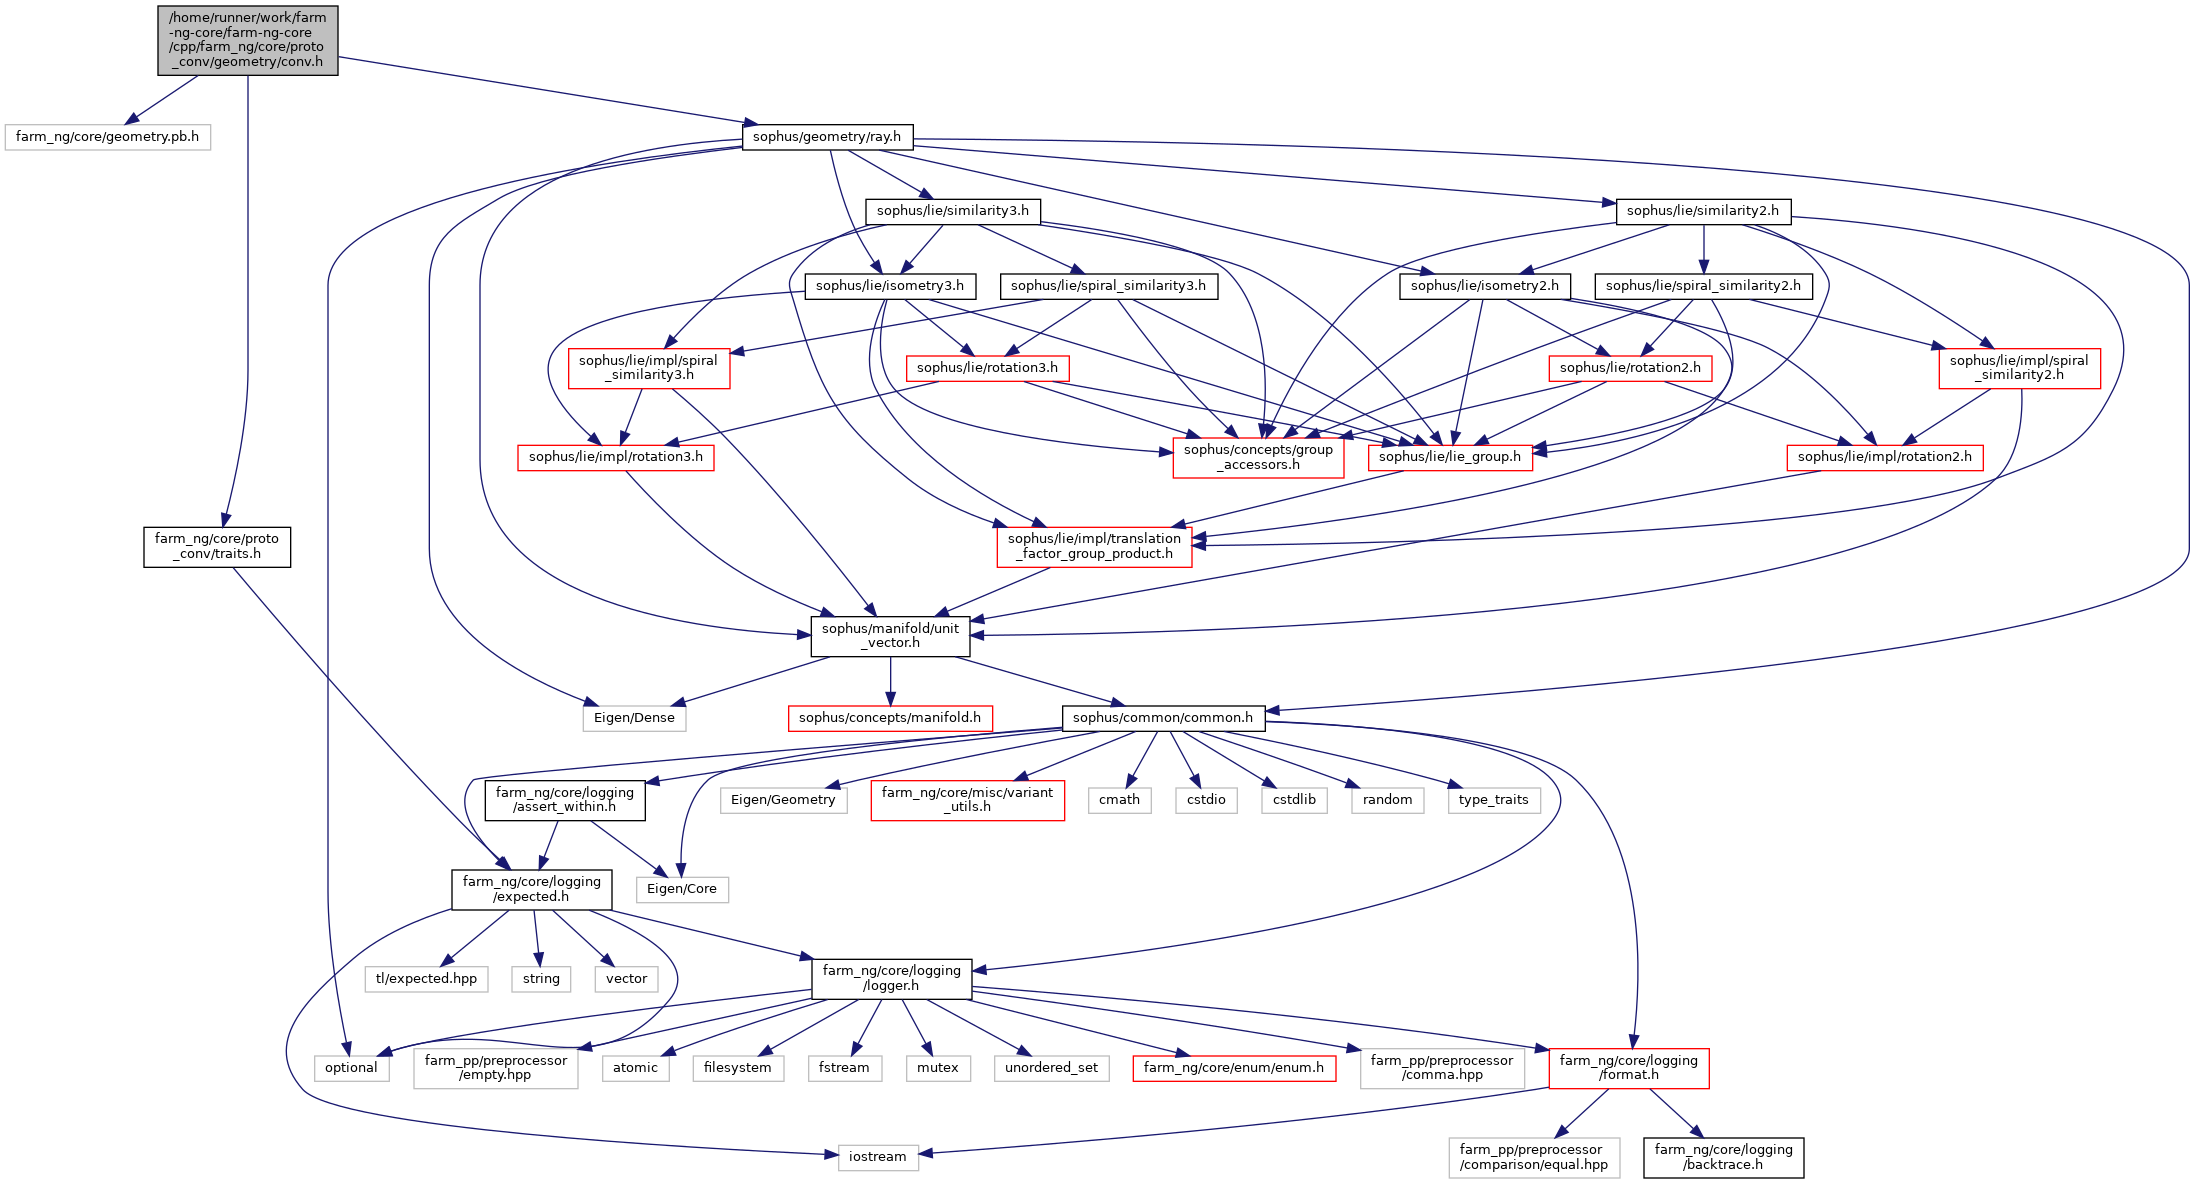 /home/runner/work/farm
-ng-core/farm-ng-core
/cpp/farm_ng/core/proto
_conv/geometry/conv.h
farm_ng/core/geometry.pb.h
sophus/geometry/ray.h
sophus/lie/similarity3.h
sophus/lie/similarity2.h
sophus/lie/isometry3.h
sophus/lie/spiral_similarity3.h
sophus/lie/isometry2.h
sophus/lie/spiral_similarity2.h
sophus/lie/impl/spiral
_similarity3.h
sophus/lie/rotation3.h
sophus/lie/rotation2.h
sophus/lie/impl/spiral
_similarity2.h
sophus/lie/impl/rotation3.h
sophus/concepts/group
_accessors.h
sophus/lie/lie_group.h
sophus/lie/impl/rotation2.h
farm_ng/core/proto
_conv/traits.h
sophus/lie/impl/translation
_factor_group_product.h
sophus/manifold/unit
_vector.h
Eigen/Dense
sophus/concepts/manifold.h
sophus/common/common.h
farm_ng/core/logging
/assert_within.h
Eigen/Geometry
farm_ng/core/misc/variant
_utils.h
cmath
cstdio
cstdlib
random
type_traits
farm_ng/core/logging
/expected.h
Eigen/Core
tl/expected.hpp
string
vector
farm_ng/core/logging
/logger.h
optional
farm_pp/preprocessor
/empty.hpp
atomic
filesystem
fstream
mutex
unordered_set
farm_ng/core/enum/enum.h
farm_pp/preprocessor
/comma.hpp
farm_ng/core/logging
/format.h
iostream
farm_pp/preprocessor
/comparison/equal.hpp
farm_ng/core/logging
/backtrace.h